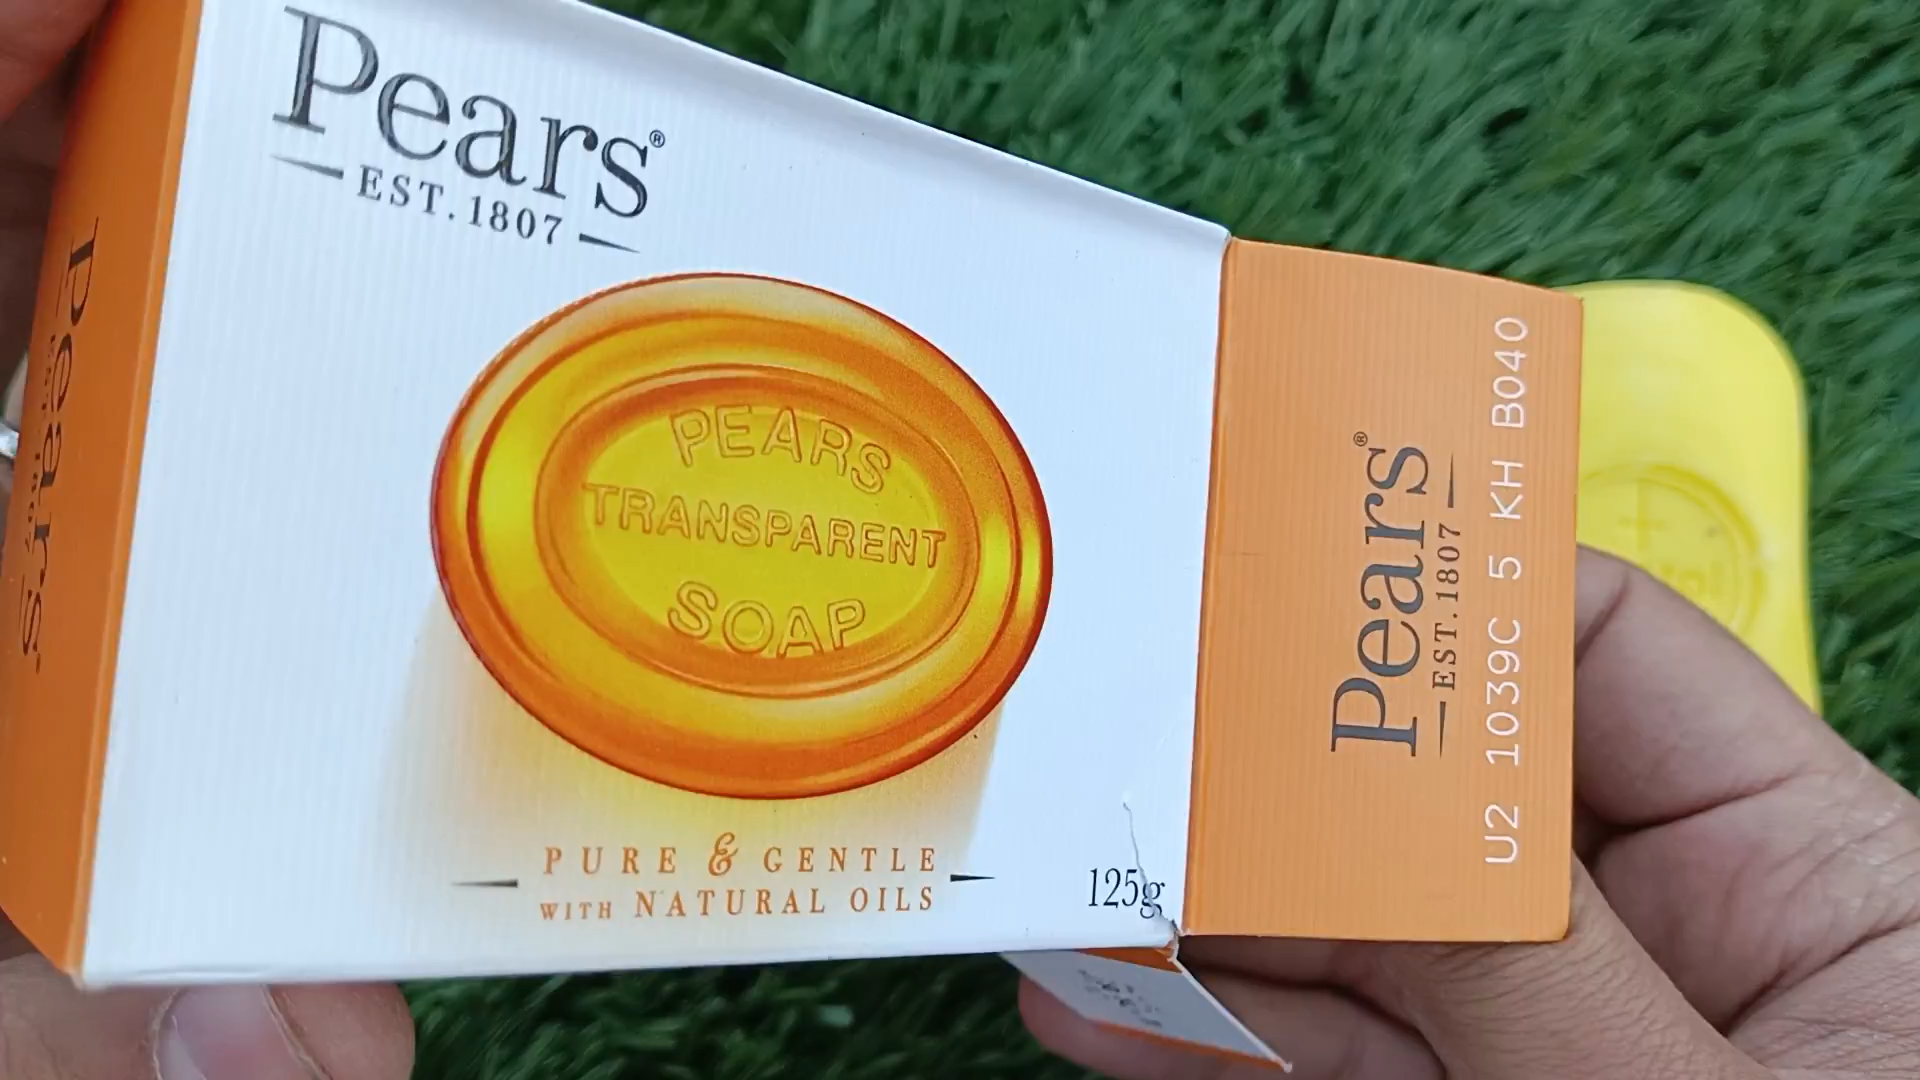 Pears®
EST.1807
PEARS
TRANSPARENT
SOAP
PURE & GENTLE
WITH NATURAL OILS
125g
Pears®
EST.1807
U2 1039C 5 KH B040
Pears